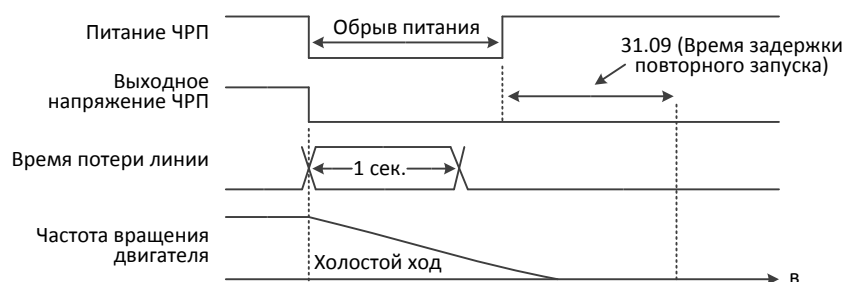 Питание ЧРП
Обрыв питания
31.09 (Время задержки
повторного запуска)
Выходное
напряжение ЧРП
Время потери линии
1 сек.
Частота вращения
двигателя
Холостой ход
в